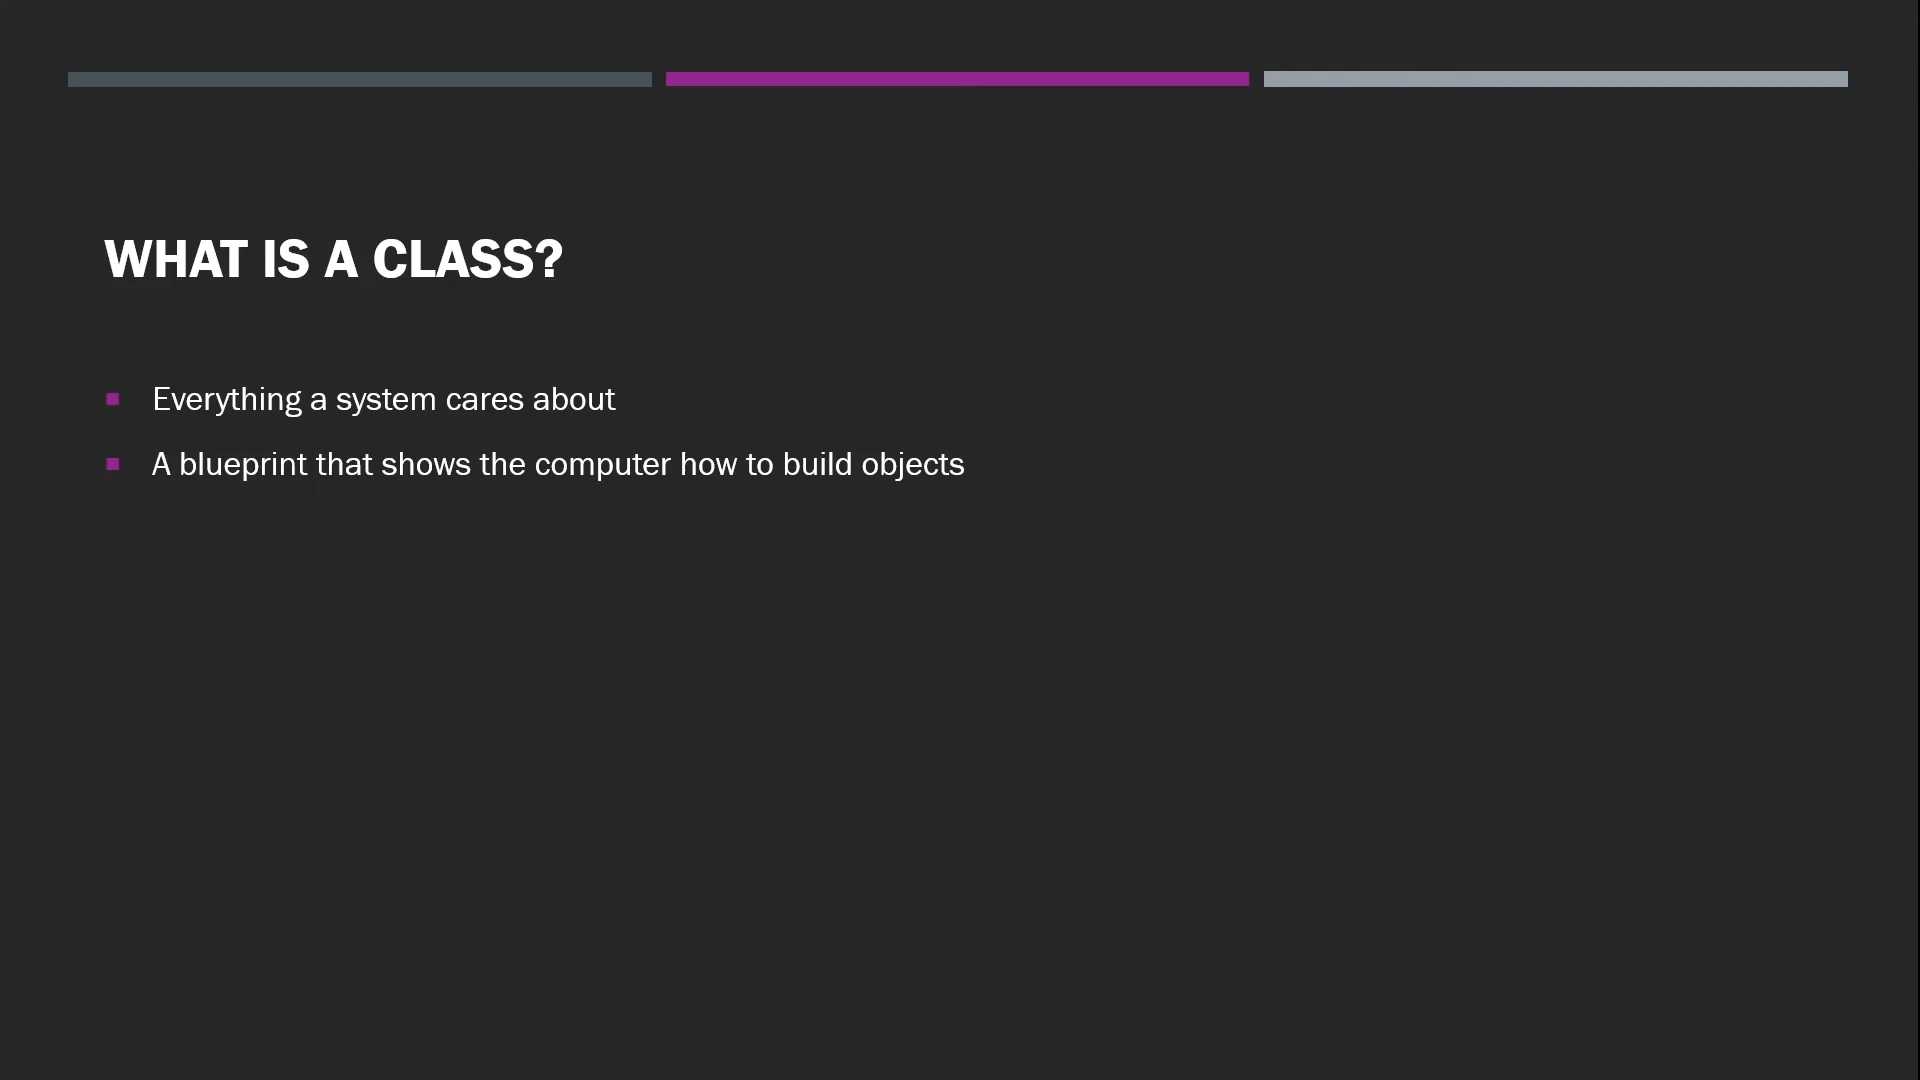 WHAT IS A CLASS?
Everything a system cares about
A blueprint that shows the computer how to build objects